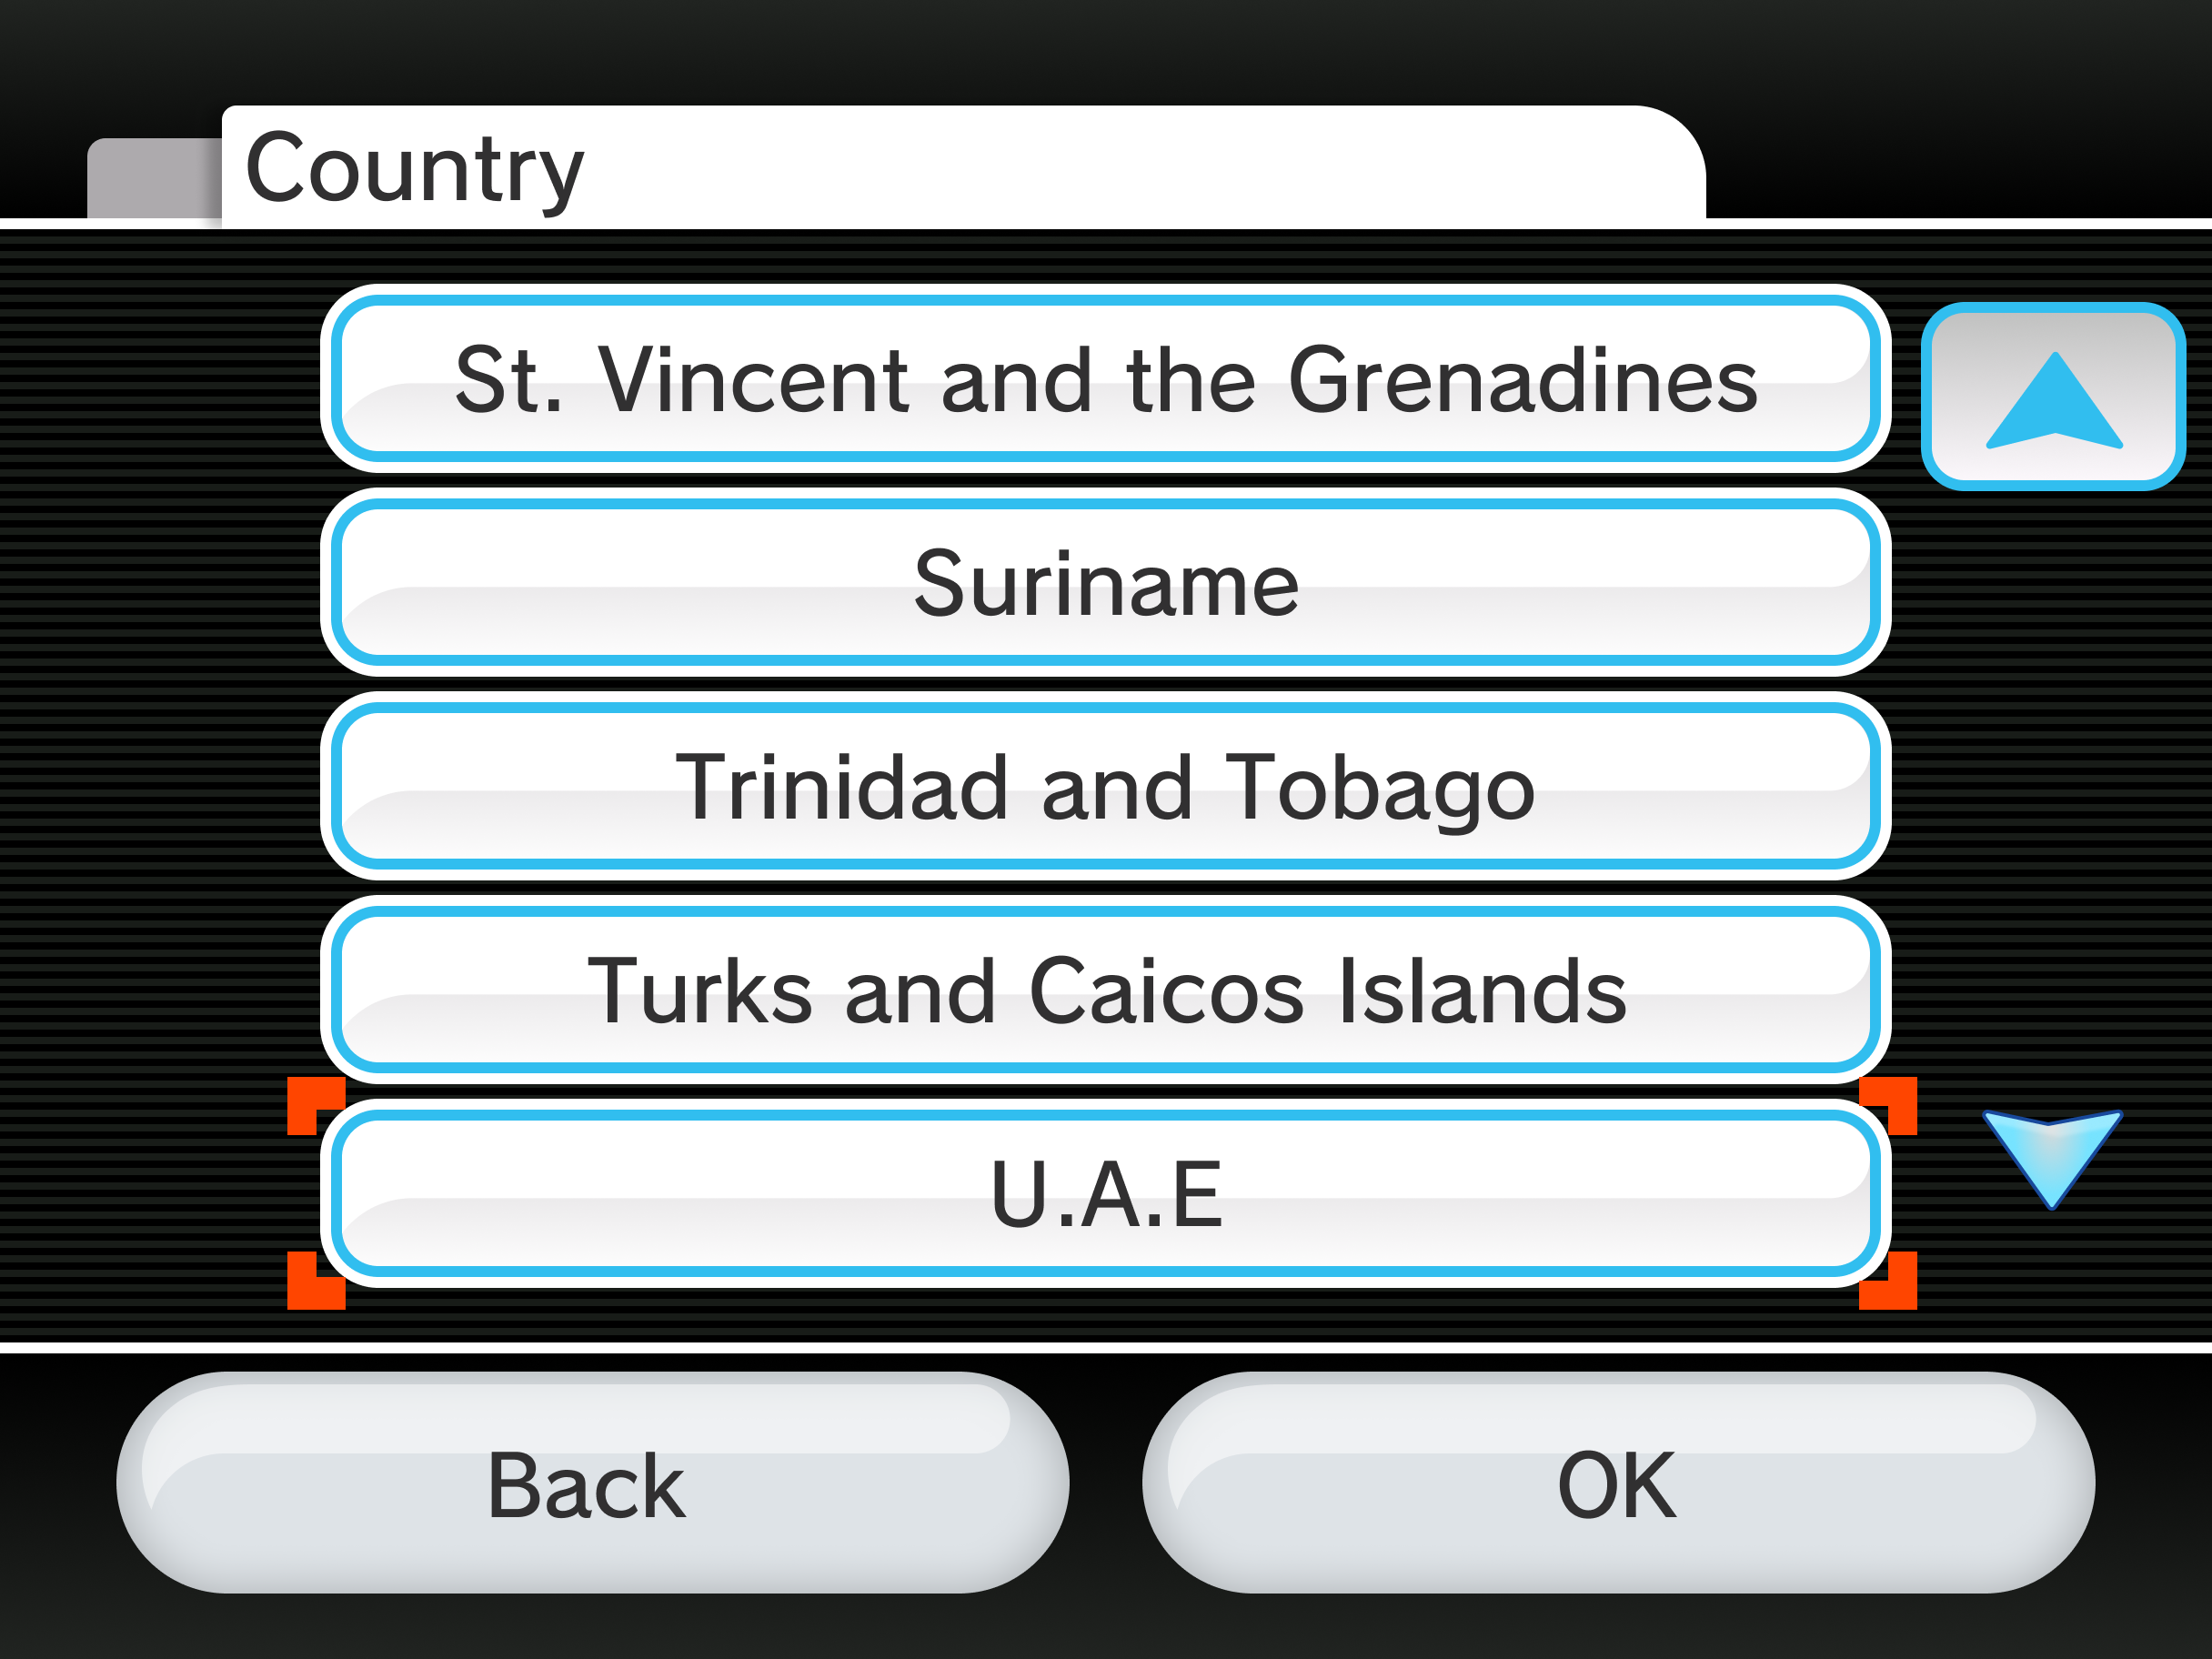 Country
St. Vincent and the Grenadines
Suriname
Trinidad and Tobago
Turks and Caicos Islands
U.A.E
Back
OK